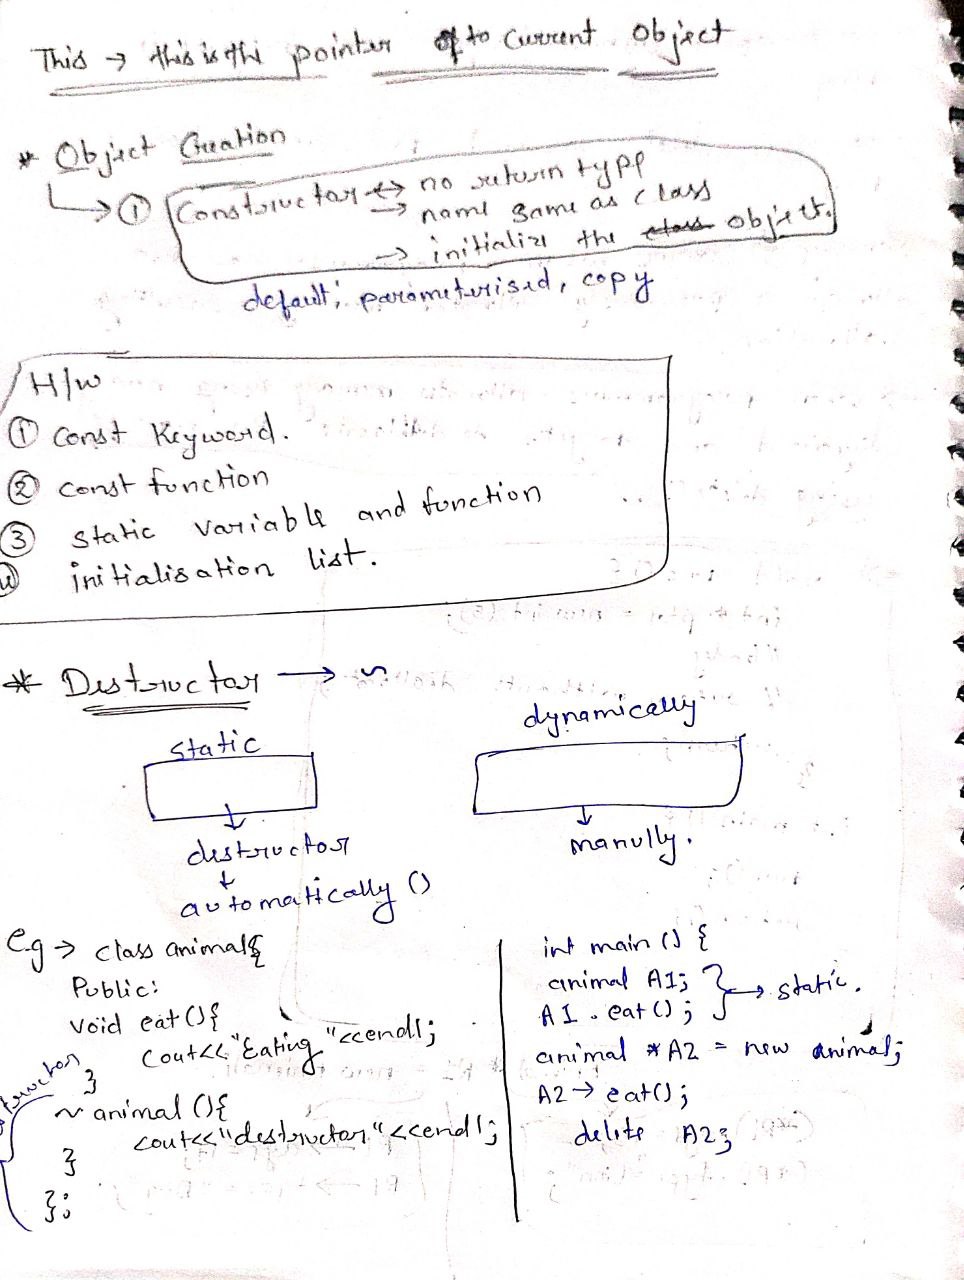 This → this is the pointer to current object
* Object Creation
① Constructor → no return type
→ name same as class
→ initialize the class object.
default, parameterised, copy
H/W
① Const Keyword.
② const function
③ static variable and function
④ initialisation list.
* Destructor → ~
static
dynamically
destructor
automatically ()
manully.
e.g → class animal{
Public:
void eat(){
cout<<"Eating"<<endl;
}
~animal(){
cout<<"destructor"<<endl;
}
};
int main () {
animal A1;
A1.eat();
→ static.
animal *A2 = new animal;
A2→eat();
delete A2;